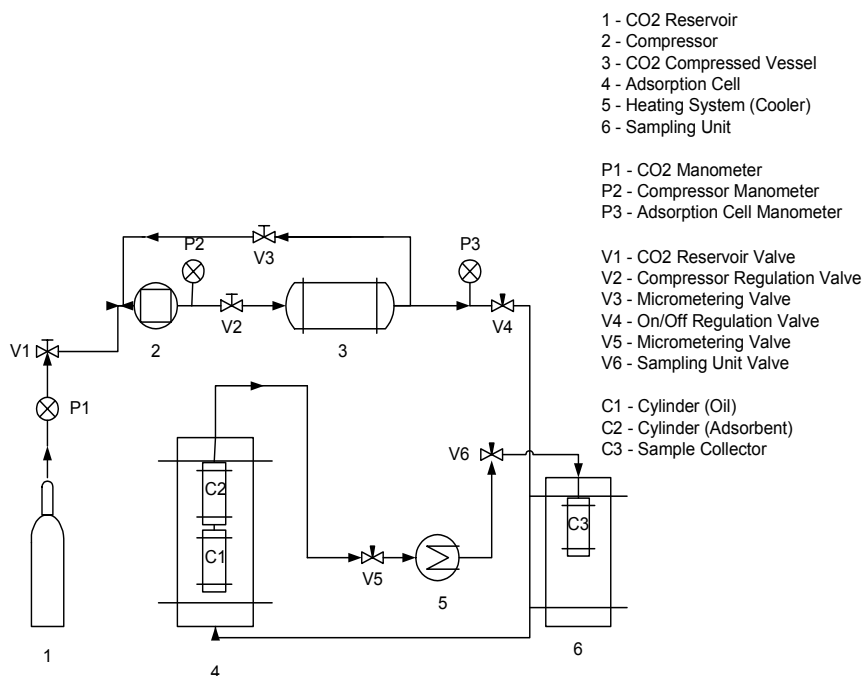 1 - CO2 Reservoir
2 - Compressor
3 - CO2 Compressed Vessel
4 - Adsorption Cell
5 - Heating System (Cooler)
6 - Sampling Unit
P1 - CO2 Manometer
P2 - Compressor Manometer
P3 - Adsorption Cell Manometer
V1 - CO2 Reservoir Valve
V2 - Compressor Regulation Valve
V3 - Micrometering Valve
V4 - On/Off Regulation Valve
V5 - Micrometering Valve
V6 - Sampling Unit Valve
C1 - Cylinder (Oil)
C2 - Cylinder (Adsorbent)
C3 - Sample Collector
P2
V3
P3
V2
V4
2
3
V1
P1
V6
C2
C3
C1
V5
5
1
4
6